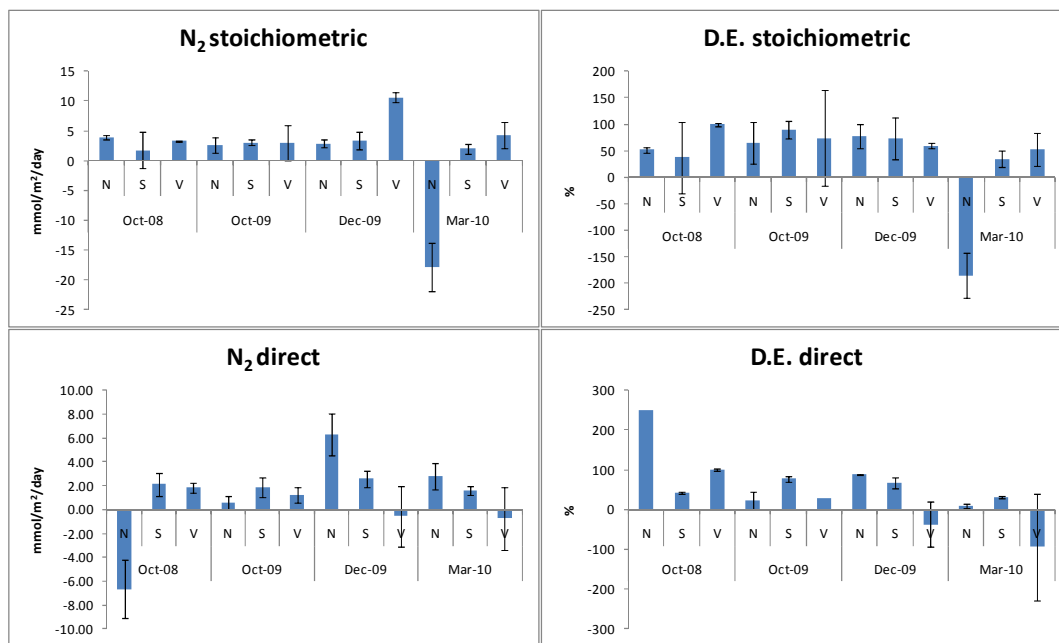 N₂ stoichiometric
15
10
5
0
-5
-10
-15
-20
-25
mmol/m²/day
N S V N S V N S V N S V
Oct-08 Oct-09 Dec-09 Mar-10
D.E. stoichiometric
200
150
100
50
0
-50
-100
-150
-200
-250
-300
%
N S V N S V N S V N S V
Oct-08 Oct-09 Dec-09 Mar-10
N₂ direct
10.00
8.00
6.00
4.00
2.00
0.00
-2.00
-4.00
-6.00
-8.00
-10.00
mmol/m²/day
N S V N S V N S V N S V
Oct-08 Oct-09 Dec-09 Mar-10
D.E. direct
300
200
100
0
-100
-200
-300
%
N S V N S V N S V N S V
Oct-08 Oct-09 Dec-09 Mar-10